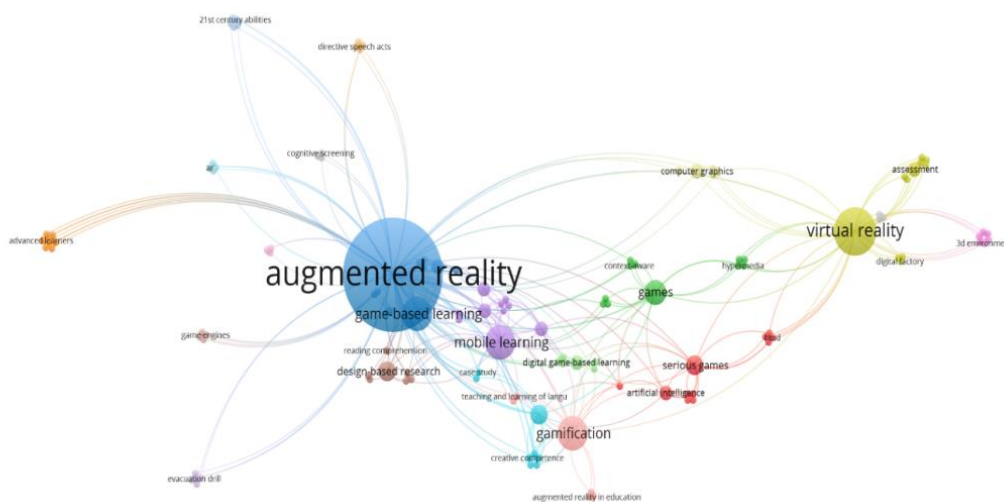 21st century abilities
directive speech acts
cognitive screening
computer graphics
assessment
ar
advanced learners
virtual reality
3d environme
augmented reality
context-aware
hypermedia
digital factory
games
game-based learning
game engines
mobile learning
reading comprehension
digital game-based learning
serious games
design-based research
case study
artificial intelligence
teaching and learning of langu
gamification
creative competence
evacuation drill
augmented reality in education